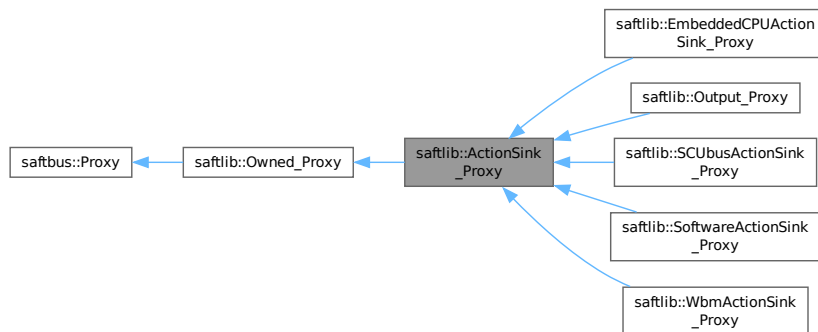 saftlib::EmbeddedCPUAction
Sink_Proxy
saftlib::Output_Proxy
saftbus::Proxy
saftlib::Owned_Proxy
saftlib::ActionSink
_Proxy
saftlib::SCUbusActionSink
_Proxy
saftlib::SoftwareActionSink
_Proxy
saftlib::WbmActionSink
_Proxy